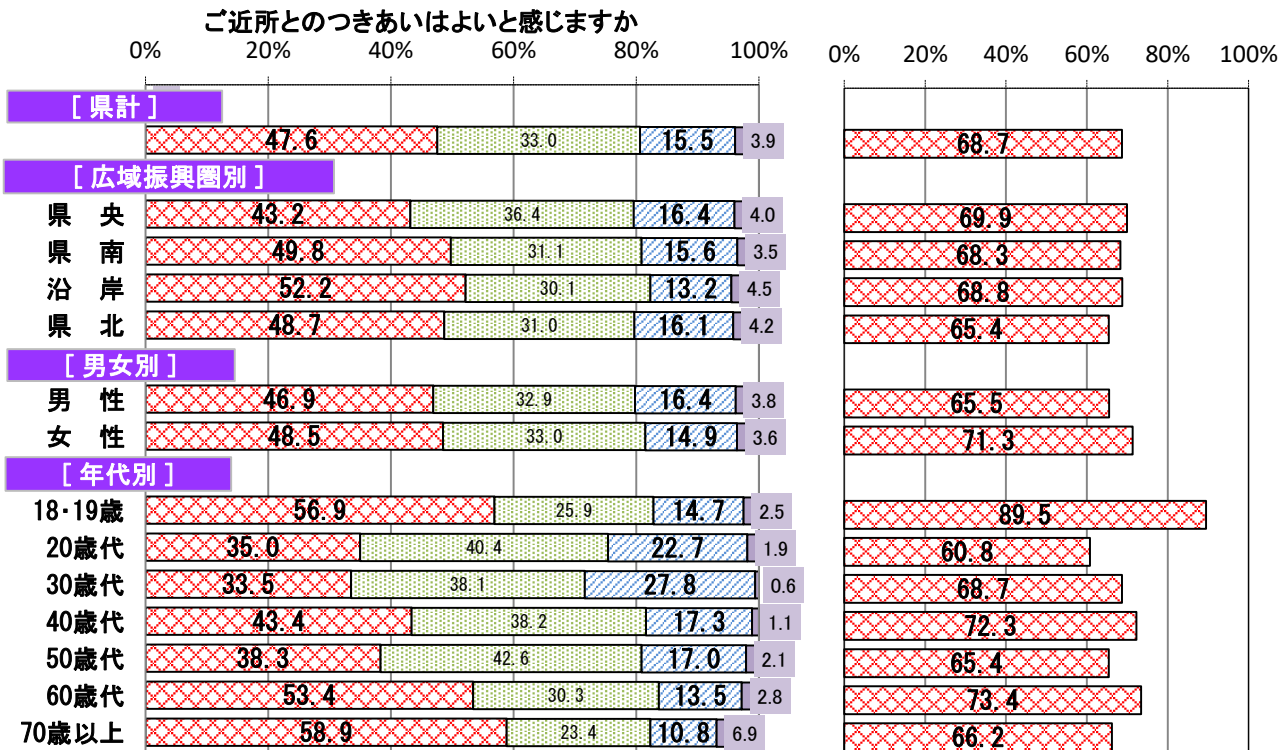 ご近所とのつきあいはよいと感じますか
0% 20% 40% 60% 80% 100% 0% 20% 40% 60% 80% 100%
[ 県計 ]
47.6 33.0 15.5 3.9 68.7
[ 広域振興圏別 ]
県 央 43.2 36.4 16.4 4.0 69.9
県 南 49.8 31.1 15.6 3.5 68.3
沿 岸 52.2 30.1 13.2 4.5 68.8
県 北 48.7 31.0 16.1 4.2 65.4
[ 男女別 ]
男 性 46.9 32.9 16.4 3.8 65.5
女 性 48.5 33.0 14.9 3.6 71.3
[ 年代別 ]
18・19歳 56.9 25.9 14.7 2.5 89.5
20歳代 35.0 40.4 22.7 1.9 60.8
30歳代 33.5 38.1 27.8 0.6 68.7
40歳代 43.4 38.2 17.3 1.1 72.3
50歳代 38.3 42.6 17.0 2.1 65.4
60歳代 53.4 30.3 13.5 2.8 73.4
70歳以上 58.9 23.4 10.8 6.9 66.2